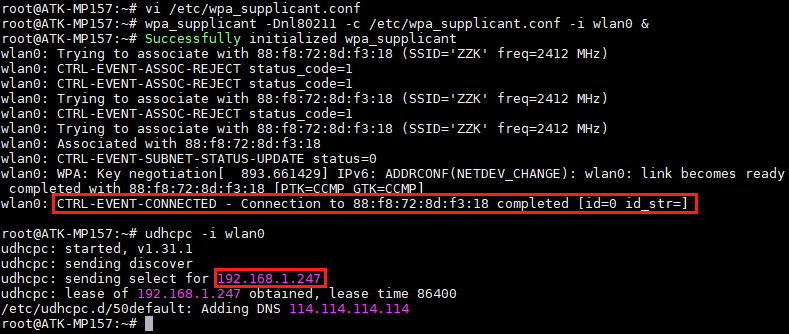 root@ATK-MP157:~# vi /etc/wpa_supplicant.conf
root@ATK-MP157:~# wpa_supplicant -Dnl80211 -c /etc/wpa_supplicant.conf -i wlan0 &
root@ATK-MP157:~# Successfully initialized wpa_supplicant
wlan0: Trying to associate with 88:f8:72:8d:f3:18 (SSID='ZZK' freq=2412 MHz)
wlan0: CTRL-EVENT-ASSOC-REJECT status_code=1
wlan0: Trying to associate with 88:f8:72:8d:f3:18 (SSID='ZZK' freq=2412 MHz)
wlan0: CTRL-EVENT-ASSOC-REJECT status_code=1
wlan0: Trying to associate with 88:f8:72:8d:f3:18 (SSID='ZZK' freq=2412 MHz)
wlan0: Associated with 88:f8:72:8d:f3:18
wlan0: CTRL-EVENT-SUBNET-STATUS-UPDATE status=0
wlan0: WPA: Key negotiation[  893.661429] IPv6: ADDRCONF(NETDEV_CHANGE): wlan0: link becomes ready
 completed with 88:f8:72:8d:f3:18 [PTK=CCMP GTK=CCMP]
wlan0: CTRL-EVENT-CONNECTED - Connection to 88:f8:72:8d:f3:18 completed [id=0 id_str=]
root@ATK-MP157:~# udhcpc -i wlan0
udhcpc: started, v1.31.1
udhcpc: sending discover
udhcpc: sending select for 192.168.1.247
udhcpc: lease of 192.168.1.247 obtained, lease time 86400
/etc/udhcpc.d/50default: Adding DNS 114.114.114.114
root@ATK-MP157:~#